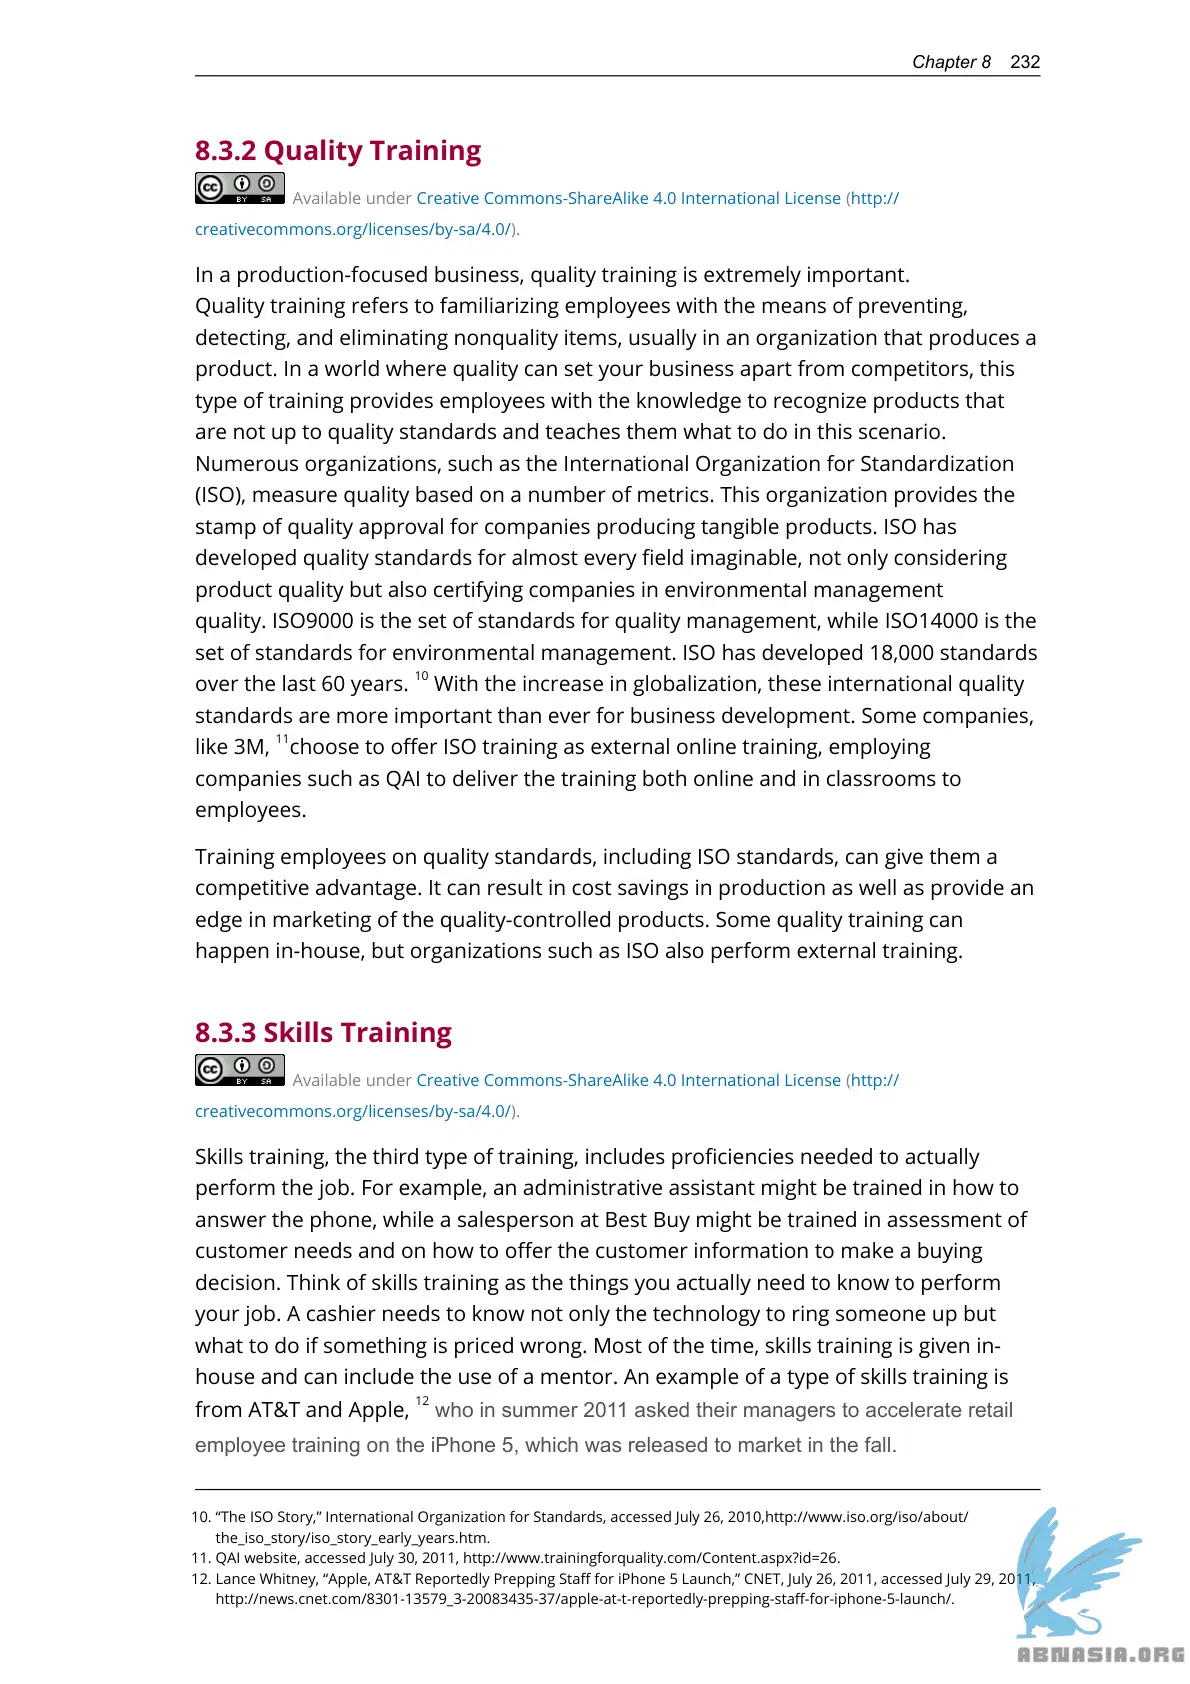 Chapter 8 232
8.3.2 Quality Training
cc BY SA Available under Creative Commons-ShareAlike 4.0 International License (http://
creativecommons.org/licenses/by-sa/4.0/).
In a production-focused business, quality training is extremely important.
Quality training refers to familiarizing employees with the means of preventing,
detecting, and eliminating nonquality items, usually in an organization that produces a
product. In a world where quality can set your business apart from competitors, this
type of training provides employees with the knowledge to recognize products that
are not up to quality standards and teaches them what to do in this scenario.
Numerous organizations, such as the International Organization for Standardization
(ISO), measure quality based on a number of metrics. This organization provides the
stamp of quality approval for companies producing tangible products. ISO has
developed quality standards for almost every field imaginable, not only considering
product quality but also certifying companies in environmental management
quality. ISO9000 is the set of standards for quality management, while ISO14000 is the
set of standards for environmental management. ISO has developed 18,000 standards
over the last 60 years. 10 With the increase in globalization, these international quality
standards are more important than ever for business development. Some companies,
like 3M, 11choose to offer ISO training as external online training, employing
companies such as QAI to deliver the training both online and in classrooms to
employees.
Training employees on quality standards, including ISO standards, can give them a
competitive advantage. It can result in cost savings in production as well as provide an
edge in marketing of the quality-controlled products. Some quality training can
happen in-house, but organizations such as ISO also perform external training.
8.3.3 Skills Training
cc BY SA Available under Creative Commons-ShareAlike 4.0 International License (http://
creativecommons.org/licenses/by-sa/4.0/).
Skills training, the third type of training, includes proficiencies needed to actually
perform the job. For example, an administrative assistant might be trained in how to
answer the phone, while a salesperson at Best Buy might be trained in assessment of
customer needs and on how to offer the customer information to make a buying
decision. Think of skills training as the things you actually need to know to perform
your job. A cashier needs to know not only the technology to ring someone up but
what to do if something is priced wrong. Most of the time, skills training is given in-
house and can include the use of a mentor. An example of a type of skills training is
from AT&T and Apple, 12 who in summer 2011 asked their managers to accelerate retail
employee training on the iPhone 5, which was released to market in the fall.
10. “The ISO Story,” International Organization for Standards, accessed July 26, 2010,http://www.iso.org/iso/about/
the_iso_story/iso_story_early_years.htm.
11. QAI website, accessed July 30, 2011, http://www.trainingforquality.com/Content.aspx?id=26.
12. Lance Whitney, “Apple, AT&T Reportedly Prepping Staff for iPhone 5 Launch,” CNET, July 26, 2011, accessed July 29, 2011,
http://news.cnet.com/8301-13579_3-20083435-37/apple-at-t-reportedly-prepping-staff-for-iphone-5-launch/.
ABNASIA.ORG